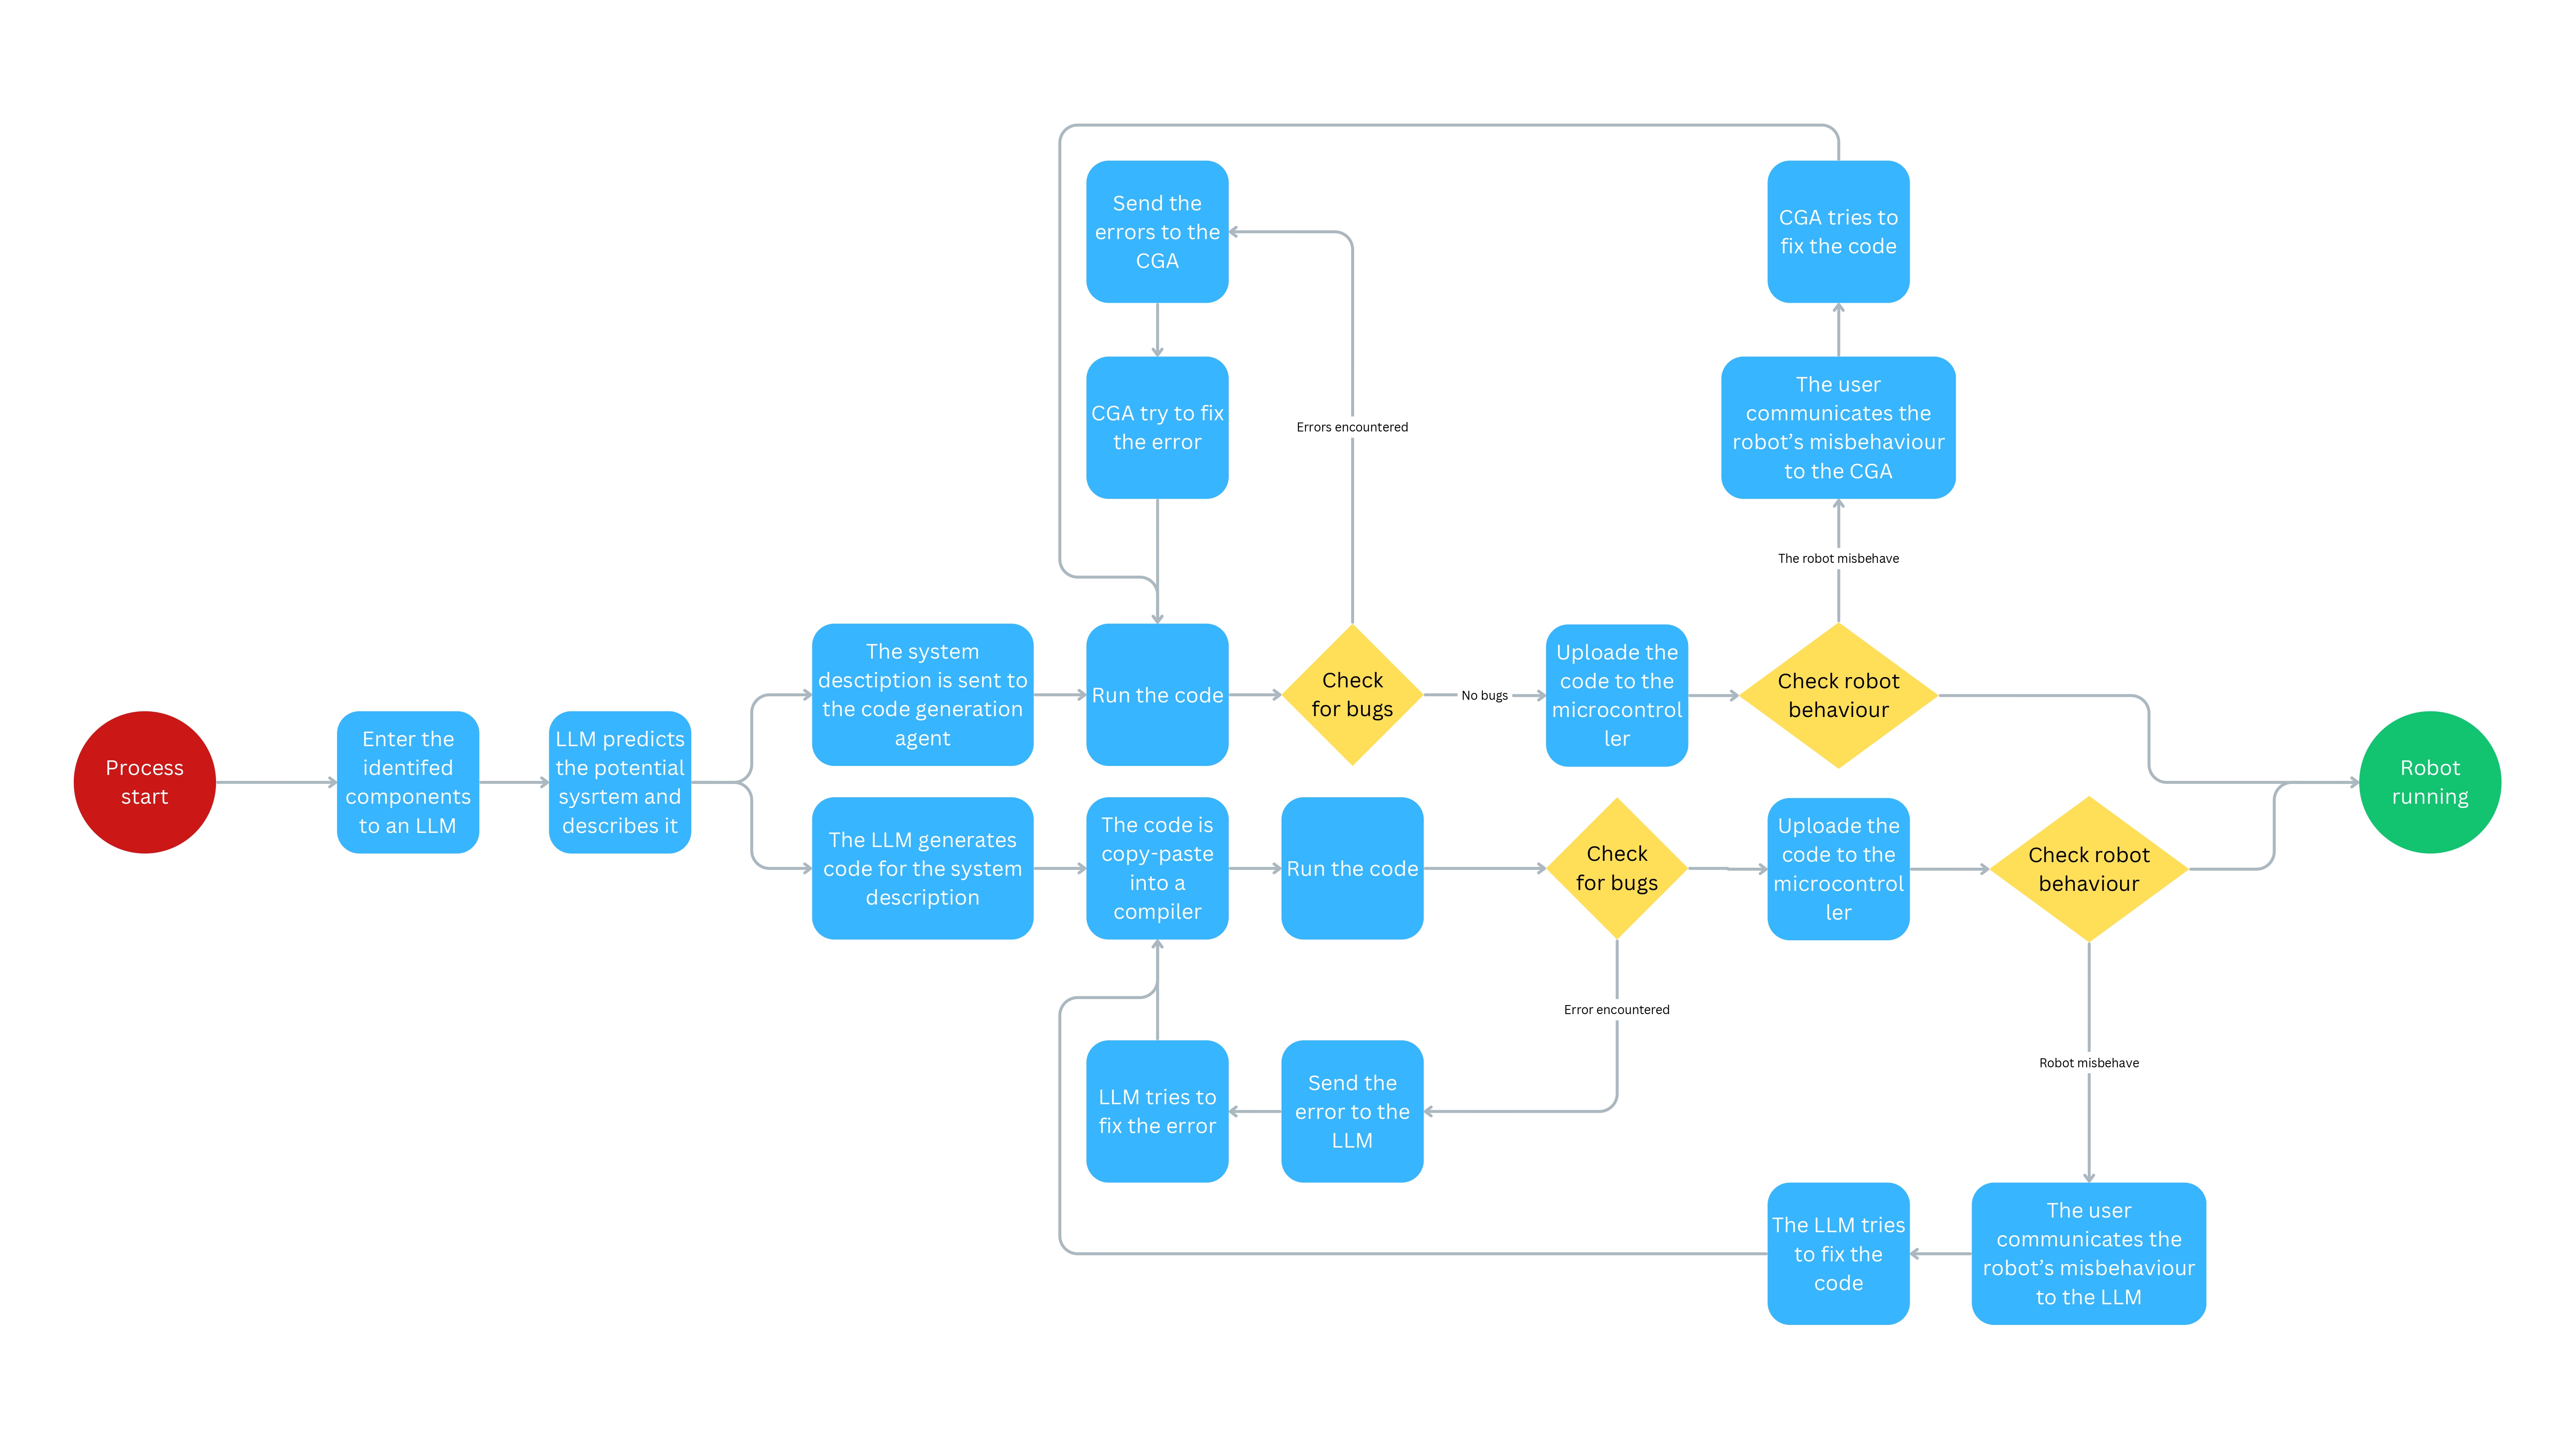 Send the
errors to the
CGA
CGA tries to
fix the code
CGA try to fix
the error
Errors encountered
The user
communicates the
robot’s misbehaviour
to the CGA
The robot misbehave
Process
start
Enter the
identifed
components
to an LLM
LLM predicts
the potential
sysrtem and
describes it
The system
desctiption is sent to
the code generation
agent
Run the code
Check
for bugs
No bugs
Uploade the
code to the
microcontrol
ler
Check robot
behaviour
Robot
running
The LLM generates
code for the system
description
The code is
copy-paste
into a
compiler
Run the code
Check
for bugs
Uploade the
code to the
microcontrol
ler
Check robot
behaviour
Error encountered
Robot misbehave
LLM tries to
fix the error
Send the
error to the
LLM
The LLM tries
to fix the
code
The user
communicates the
robot’s misbehaviour
to the LLM